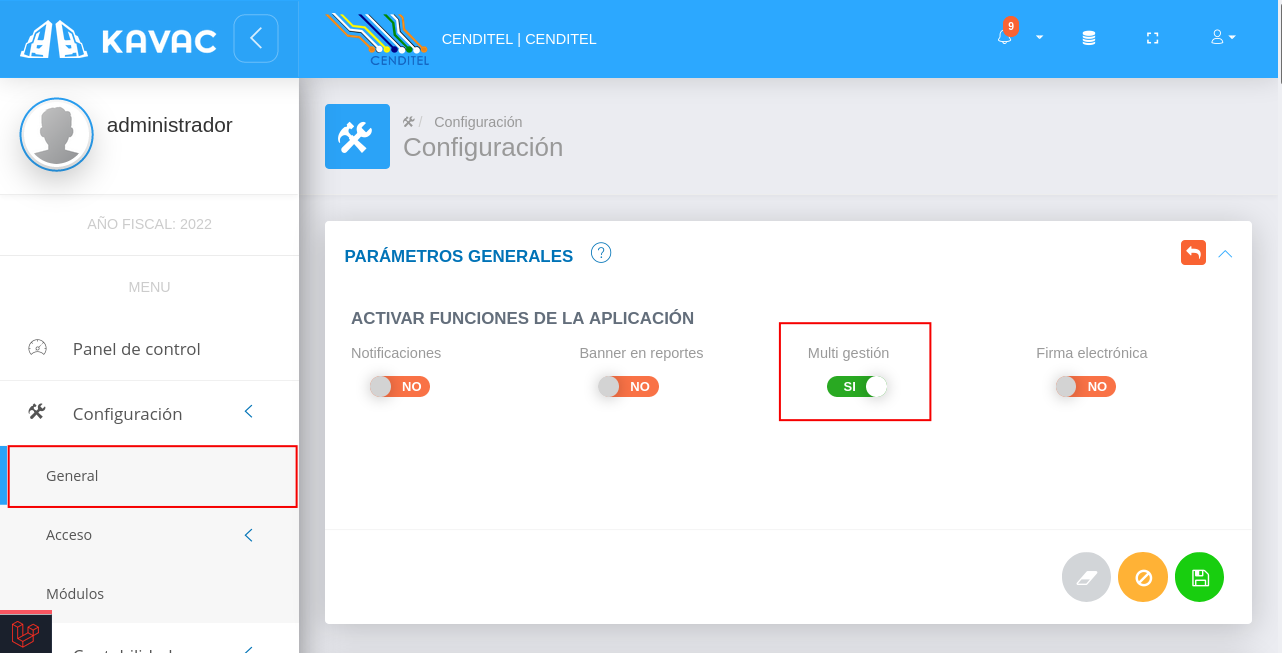 KAVAC
CENDITEL
CENDITEL | CENDITEL
9
administrador
Configuración
Configuración
AÑO FISCAL: 2022
MENU
PARÁMETROS GENERALES
?
ACTIVAR FUNCIONES DE LA APLICACIÓN
Notificaciones
Banner en reportes
Multi gestión
Firma electrónica
NO
NO
SI
NO
Panel de control
Configuración
General
Acceso
Módulos